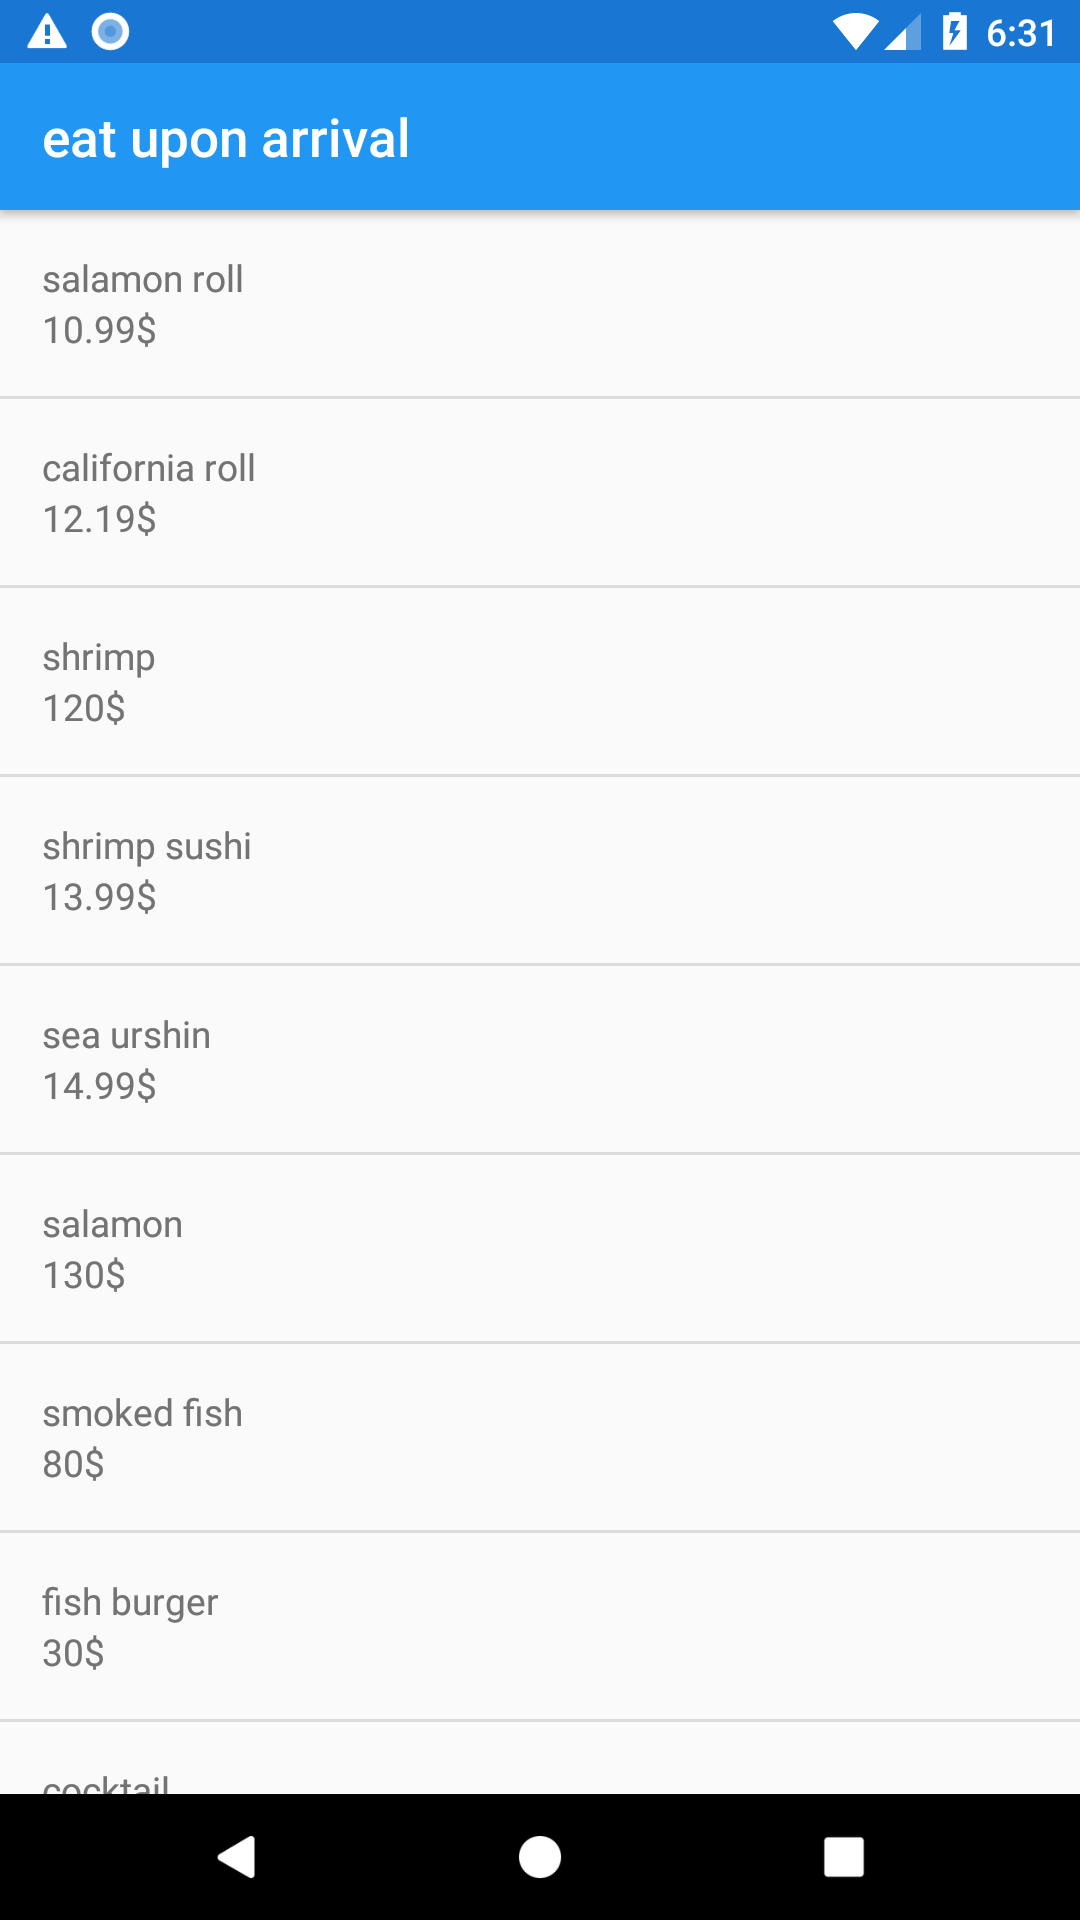 6:31
eat upon arrival
salamon roll
10.99$
california roll
12.19$
shrimp
120$
shrimp sushi
13.99$
sea urshin
14.99$
salamon
130$
smoked fish
80$
fish burger
30$
cocktail